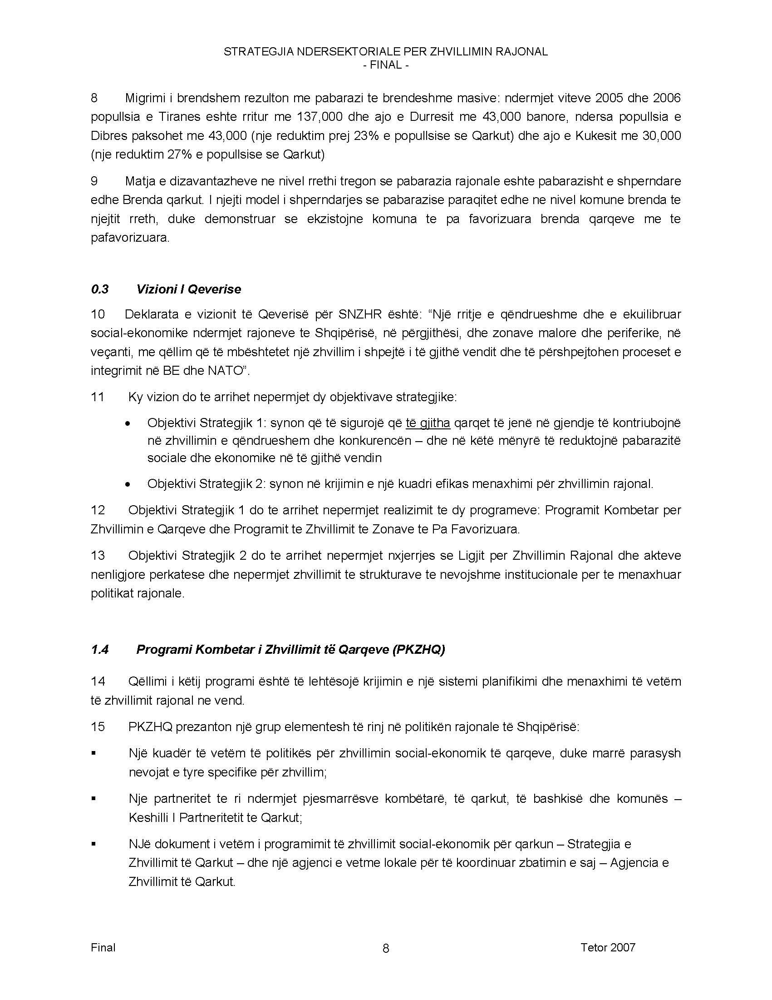 STRATEGJIA NDERSEKTORIALE PER ZHVILLIMIN RAJONAL
- FINAL -
8 Migrimi i brendshem rezulton me pabarazi te brendeshme masive: ndermjet viteve 2005 dhe 2006
popullsia e Tiranes eshte rritur me 137,000 dhe ajo e Durresit me 43,000 banore, ndersa popullsia e
Dibres paksohet me 43,000 (nje reduktim prej 23% e popullsise se Qarkut) dhe ajo e Kukesit me 30,000
(nje reduktim 27% e popullsise se Qarkut)
9 Matja e dizavantazheve ne nivel rrethi tregon se pabarazia rajonale eshte pabarazisht e shperndare
edhe Brenda qarkut. I njejti model i shperndarjes se pabarazise paraqitet edhe ne nivel komune brenda te
njejtit rreth, duke demonstruar se ekzistojne komuna te pa favorizuara brenda qarqeve me te
pafavorizuara.
0.3 Vizioni I Qeverise
10 Deklarata e vizionit të Qeverisë për SNZHR është: “Një rritje e qëndrueshme dhe e ekuilibruar
social-ekonomike ndermjet rajoneve te Shqipërisë, në përgjithësi, dhe zonave malore dhe periferike, në
veçanti, me qëllim që të mbështetet një zhvillim i shpejtë i të gjithë vendit dhe të përshpejtohen proceset e
integrimit në BE dhe NATO”.
11 Ky vizion do te arrihet nepermjet dy objektivave strategjike:
• Objektivi Strategjik 1: synon që të sigurojë që të gjitha qarqet të jenë në gjendje të kontriubojnë
në zhvillimin e qëndrueshem dhe konkurencën – dhe në këtë mënyrë të reduktojnë pabarazitë
sociale dhe ekonomike në të gjithë vendin
• Objektivi Strategjik 2: synon në krijimin e një kuadri efikas menaxhimi për zhvillimin rajonal.
12 Objektivi Strategjik 1 do te arrihet nepermjet realizimit te dy programeve: Programit Kombetar per
Zhvillimin e Qarqeve dhe Programit te Zhvillimit te Zonave te Pa Favorizuara.
13 Objektivi Strategjik 2 do te arrihet nepermjet nxjerrjes se Ligjit per Zhvillimin Rajonal dhe akteve
nenligjore perkatese dhe nepermjet zhvillimit te strukturave te nevojshme institucionale per te menaxhuar
politikat rajonale.
1.4 Programi Kombetar i Zhvillimit të Qarqeve (PKZHQ)
14 Qëllimi i këtij programi është të lehtësojë krijimin e një sistemi planifikimi dhe menaxhimi të vetëm
të zhvillimit rajonal ne vend.
15 PKZHQ prezanton një grup elementesh të rinj në politikën rajonale të Shqipërisë:
▪ Një kuadër të vetëm të politikës për zhvillimin social-ekonomik të qarqeve, duke marrë parasysh
nevojat e tyre specifike për zhvillim;
▪ Nje partneritet te ri ndermjet pjesmarrësve kombëtarë, të qarkut, të bashkisë dhe komunës –
Keshilli I Partneritetit te Qarkut;
▪ NJë dokument i vetëm i programimit të zhvillimit social-ekonomik për qarkun – Strategjia e
Zhvillimit të Qarkut – dhe një agjenci e vetme lokale për të koordinuar zbatimin e saj – Agjencia e
Zhvillimit të Qarkut.
Final 8 Tetor 2007